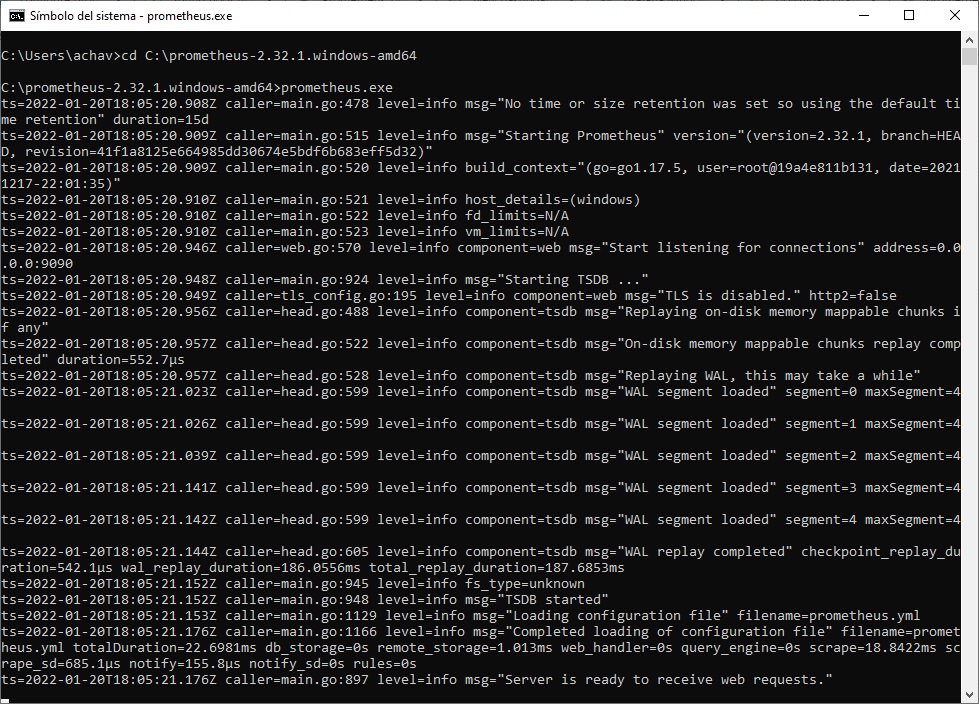 Símbolo del sistema - prometheus.exe
C:\Users\achav>cd C:\prometheus-2.32.1.windows-amd64
C:\prometheus-2.32.1.windows-amd64>prometheus.exe
ts=2022-01-20T18:05:20.908Z caller=main.go:478 level=info msg="No time or size retention was set so using the default ti
me retention" duration=15d
ts=2022-01-20T18:05:20.909Z caller=main.go:515 level=info msg="Starting Prometheus" version="(version=2.32.1, branch=HEA
D, revision=41f1a8125e664985dd30674e5bdf6b683eff5d32)"
ts=2022-01-20T18:05:20.909Z caller=main.go:520 level=info build_context="(go=go1.17.5, user=root@19a4e811b131, date=2021
1217-22:01:35)"
ts=2022-01-20T18:05:20.910Z caller=main.go:521 level=info host_details=(windows)
ts=2022-01-20T18:05:20.910Z caller=main.go:522 level=info fd_limits=N/A
ts=2022-01-20T18:05:20.910Z caller=main.go:523 level=info vm_limits=N/A
ts=2022-01-20T18:05:20.946Z caller=web.go:570 level=info component=web msg="Start listening for connections" address=0.0
.0.0:9090
ts=2022-01-20T18:05:20.948Z caller=main.go:924 level=info msg="Starting TSDB ..."
ts=2022-01-20T18:05:20.949Z caller=tls_config.go:195 level=info component=web msg="TLS is disabled." http2=false
ts=2022-01-20T18:05:20.956Z caller=head.go:488 level=info component=tsdb msg="Replaying on-disk memory mappable chunks i
f any"
ts=2022-01-20T18:05:20.957Z caller=head.go:522 level=info component=tsdb msg="On-disk memory mappable chunks replay comp
leted" duration=552.7µs
ts=2022-01-20T18:05:20.957Z caller=head.go:528 level=info component=tsdb msg="Replaying WAL, this may take a while"
ts=2022-01-20T18:05:21.023Z caller=head.go:599 level=info component=tsdb msg="WAL segment loaded" segment=0 maxSegment=4
ts=2022-01-20T18:05:21.026Z caller=head.go:599 level=info component=tsdb msg="WAL segment loaded" segment=1 maxSegment=4
ts=2022-01-20T18:05:21.039Z caller=head.go:599 level=info component=tsdb msg="WAL segment loaded" segment=2 maxSegment=4
ts=2022-01-20T18:05:21.141Z caller=head.go:599 level=info component=tsdb msg="WAL segment loaded" segment=3 maxSegment=4
ts=2022-01-20T18:05:21.142Z caller=head.go:599 level=info component=tsdb msg="WAL segment loaded" segment=4 maxSegment=4
ts=2022-01-20T18:05:21.144Z caller=head.go:605 level=info component=tsdb msg="WAL replay completed" checkpoint_replay_du
ration=542.1µs wal_replay_duration=186.0556ms total_replay_duration=187.6853ms
ts=2022-01-20T18:05:21.152Z caller=main.go:945 level=info fs_type=unknown
ts=2022-01-20T18:05:21.152Z caller=main.go:948 level=info msg="TSDB started"
ts=2022-01-20T18:05:21.153Z caller=main.go:1129 level=info msg="Loading configuration file" filename=prometheus.yml
ts=2022-01-20T18:05:21.176Z caller=main.go:1166 level=info msg="Completed loading of configuration file" filename=promet
heus.yml totalDuration=22.6981ms db_storage=0s remote_storage=1.013ms web_handler=0s query_engine=0s scrape=18.8422ms sc
rape_sd=685.1µs notify=155.8µs notify_sd=0s rules=0s
ts=2022-01-20T18:05:21.176Z caller=main.go:897 level=info msg="Server is ready to receive web requests."